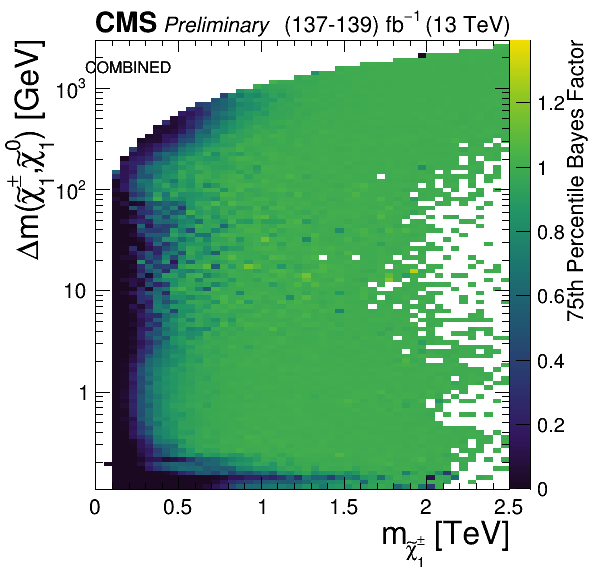 CMS Preliminary (137-139) fb⁻¹ (13 TeV)
COMBINED
Δm(χ̃₁±, χ̃₁⁰) [GeV]
10³
10²
10
1
0 0.5 1 1.5 2 2.5
m_χ̃₁± [TeV]
1.2
1
0.8
0.6
0.4
0.2
0
75th Percentile Bayes Factor